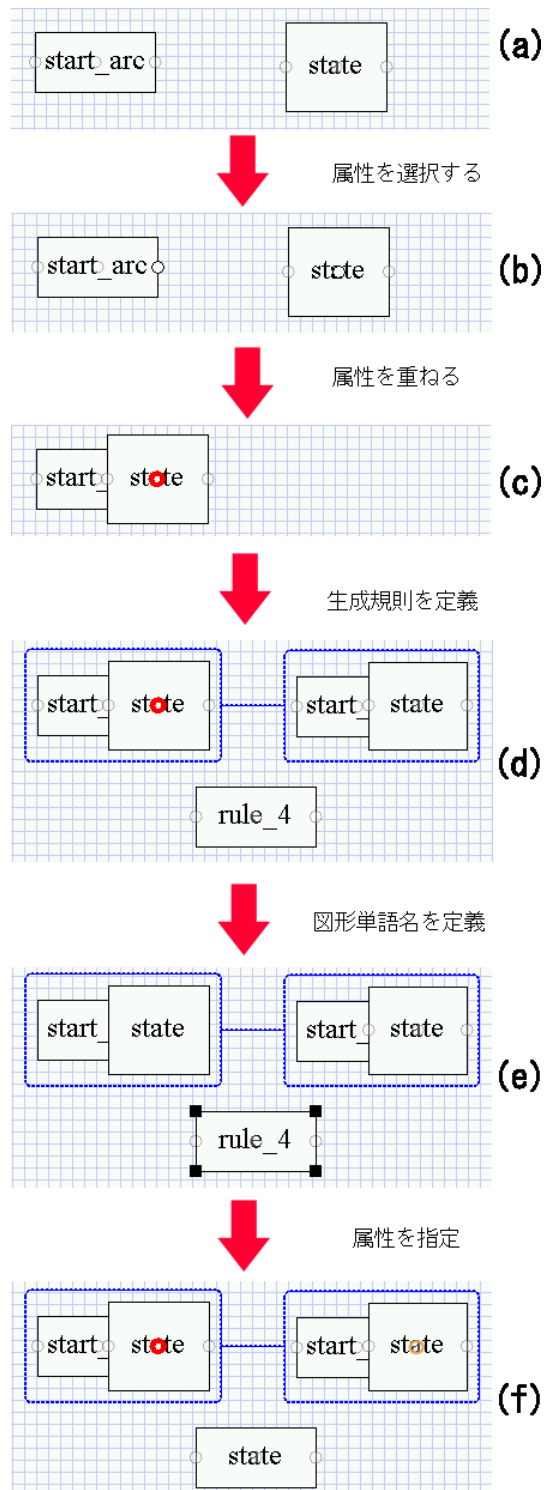 start_arc state (a)
属性を選択する
start_arc state (b)
属性を重ねる
start_ state (c)
生成規則を定義
start_ state start_ state
(d)
rule_4
図形単語名を定義
start_ state start_ state
(e)
rule_4
属性を指定
start_ state start_ state
(f)
state